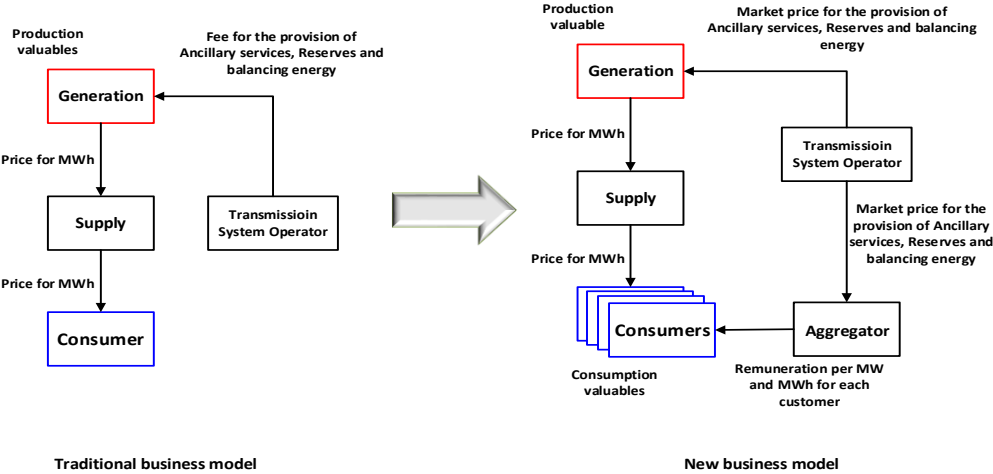 Production
valuables
Fee for the provision of
Ancillary services, Reserves and
balancing energy
Generation
Price for MWh
Supply
Transmissioin
System Operator
Price for MWh
Consumer
Traditional business model
Production
valuable
Market price for the provision of
Ancillary services, Reserves and balancing
energy
Generation
Price for MWh
Transmissioin
System Operator
Supply
Market price for the
provision of Ancillary
services, Reserves and
balancing energy
Price for MWh
Consumers
Aggregator
Consumption
valuables
Remuneration per MW
and MWh for each
customer
New business model